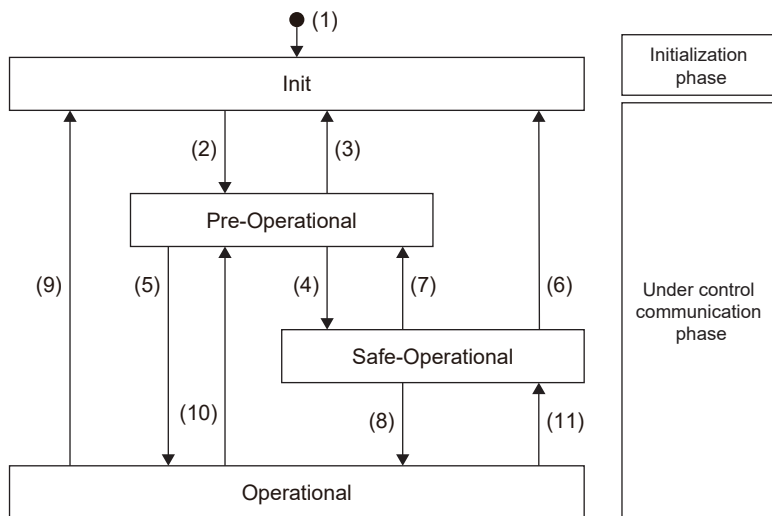 (1)
Init
Initialization
phase
(2)
(3)
Pre-Operational
(9)
(5)
(4)
(7)
(6)
Under control
communication
phase
Safe-Operational
(10)
(8)
(11)
Operational